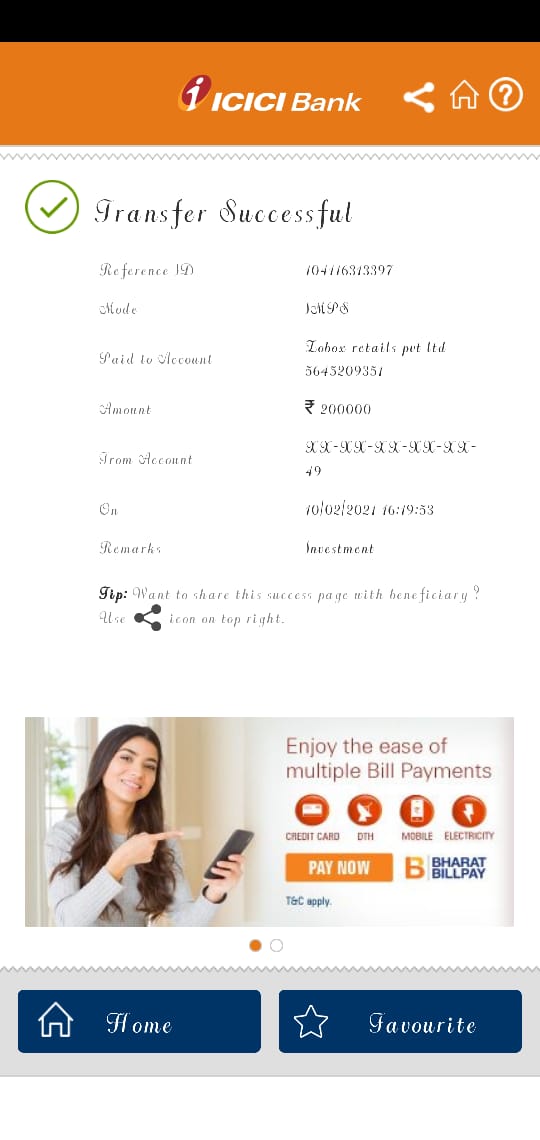 ICICI Bank
Transfer Successful
Reference ID 104116313397
Mode IMPS
Paid to Account Zobox retails pvt ltd
5645209351
Amount ₹ 200000
From Account XX-XX-XX-XX-XX-
49
On 10/02/2021 16:19:53
Remarks Investment
Tip: Want to share this success page with beneficiary ?
Use icon on top right.
Enjoy the ease of
multiple Bill Payments
CREDIT CARD DTH MOBILE ELECTRICITY
PAY NOW BHARAT
BILLPAY
T&C apply.
Home Favourite